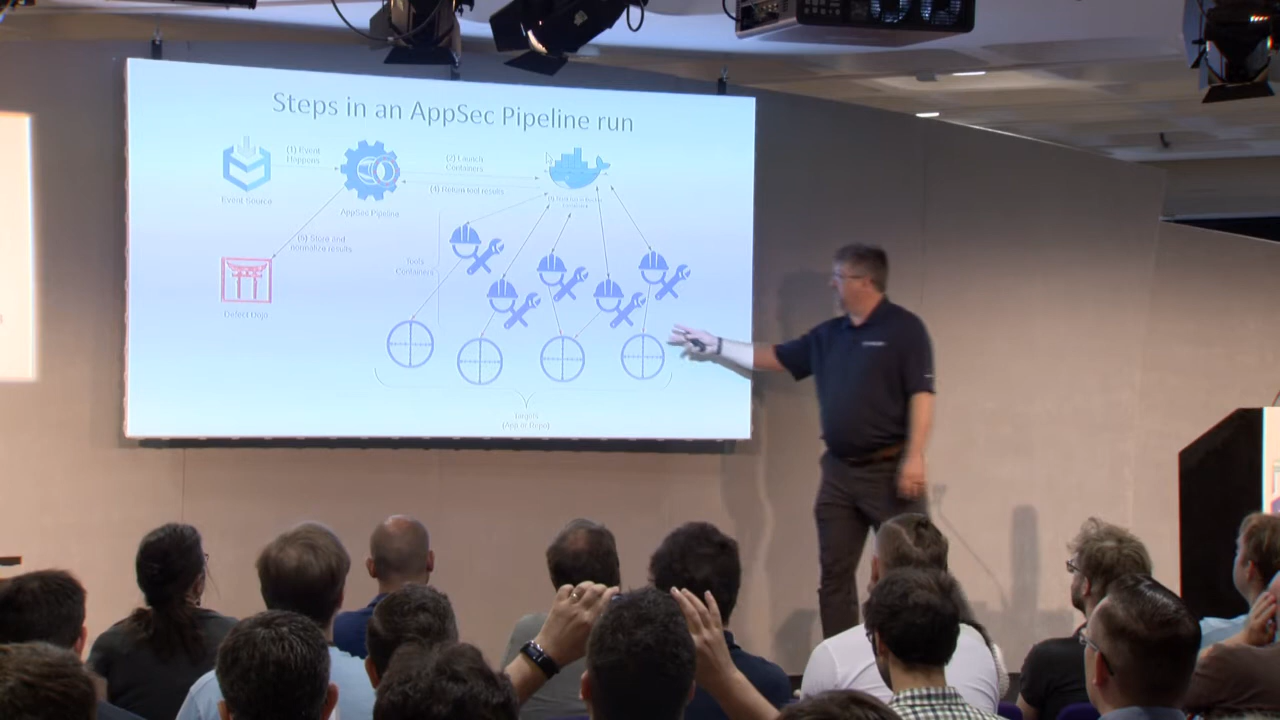 Steps in an AppSec Pipeline run
(1) Event
Happens
(2) Launch
Containers
(4) Return tool results
Event Source
AppSec Pipeline
(5) Store and
normalize results
Tools
Containers
Defect Dojo
Targets
(App or Repo)